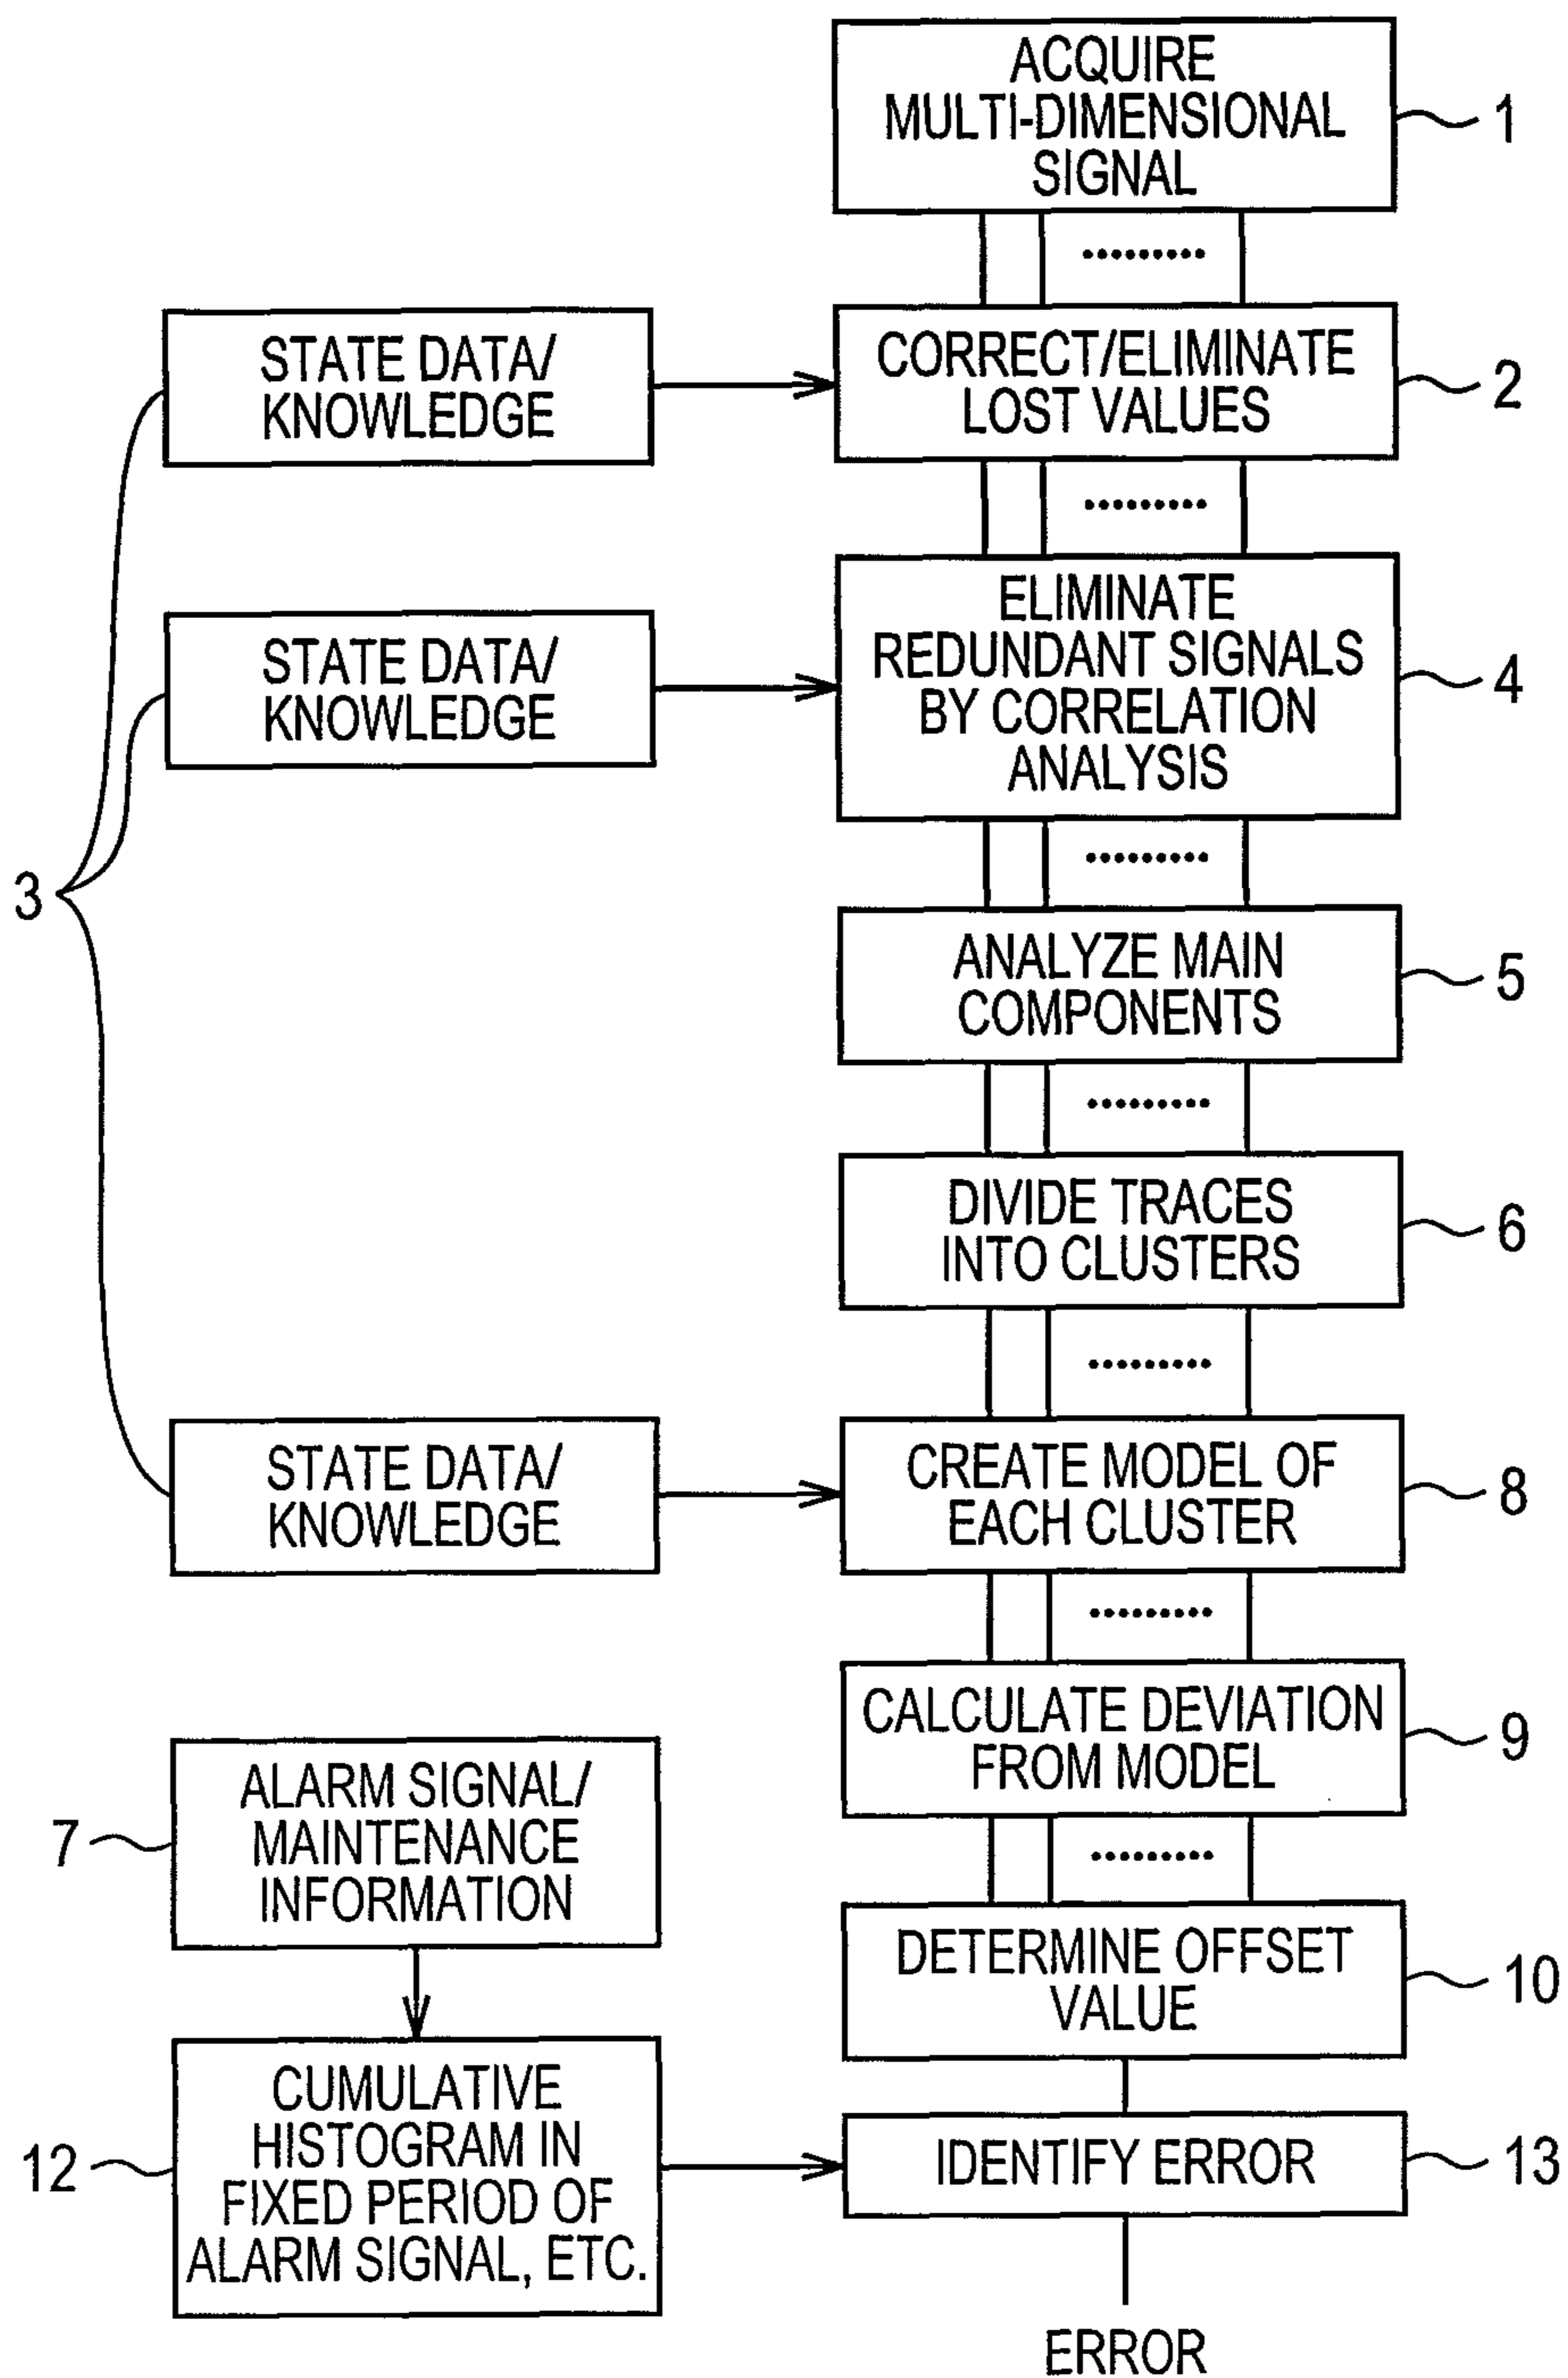 ACQUIRE
MULTI-DIMENSIONAL
SIGNAL
1
STATE DATA/
KNOWLEDGE
CORRECT/ELIMINATE
LOST VALUES
2
STATE DATA/
KNOWLEDGE
ELIMINATE
REDUNDANT SIGNALS
BY CORRELATION
ANALYSIS
4
3
ANALYZE MAIN
COMPONENTS
5
DIVIDE TRACES
INTO CLUSTERS
6
STATE DATA/
KNOWLEDGE
CREATE MODEL OF
EACH CLUSTER
8
CALCULATE DEVIATION
FROM MODEL
9
7
ALARM SIGNAL/
MAINTENANCE
INFORMATION
DETERMINE OFFSET
VALUE
10
12
CUMULATIVE
HISTOGRAM IN
FIXED PERIOD OF
ALARM SIGNAL, ETC.
IDENTIFY ERROR
13
ERROR